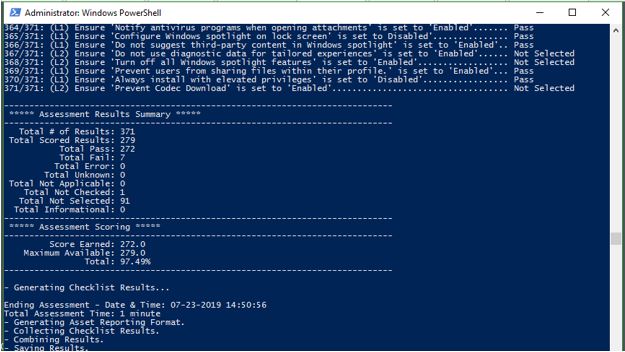 Administrator: Windows PowerShell
364/371: (L1) Ensure 'Notify antivirus programs when opening attachments' is set to 'Enabled'....... Pass
365/371: (L1) Ensure 'Configure Windows spotlight on lock screen' is set to Disabled'............... Pass
366/371: (L1) Ensure 'Do not suggest third-party content in Windows spotlight' is set to 'Enabled'.. Pass
367/371: (L2) Ensure 'Do not use diagnostic data for tailored experiences' is set to 'Enabled'...... Not Selected
368/371: (L2) Ensure 'Turn off all Windows spotlight features' is set to 'Enabled'.................. Not Selected
369/371: (L1) Ensure 'Prevent users from sharing files within their profile.' is set to 'Enabled'... Pass
370/371: (L1) Ensure 'Always install with elevated privileges' is set to 'Disabled'................. Pass
371/371: (L2) Ensure 'Prevent Codec Download' is set to 'Enabled'................................... Not Selected
***** Assessment Results Summary *****
Total # of Results: 371
Total Scored Results: 279
Total Pass: 272
Total Fail: 7
Total Error: 0
Total Unknown: 0
Total Not Applicable: 0
Total Not Checked: 1
Total Not Selected: 91
Total Informational: 0
***** Assessment Scoring *****
Score Earned: 272.0
Maximum Available: 279.0
Total: 97.49%
- Generating Checklist Results...
Ending Assessment - Date & Time: 07-23-2019 14:50:56
Total Assessment Time: 1 minute
- Generating Asset Reporting Format.
- Collecting Checklist Results.
- Combining Results.
- Saving Results.